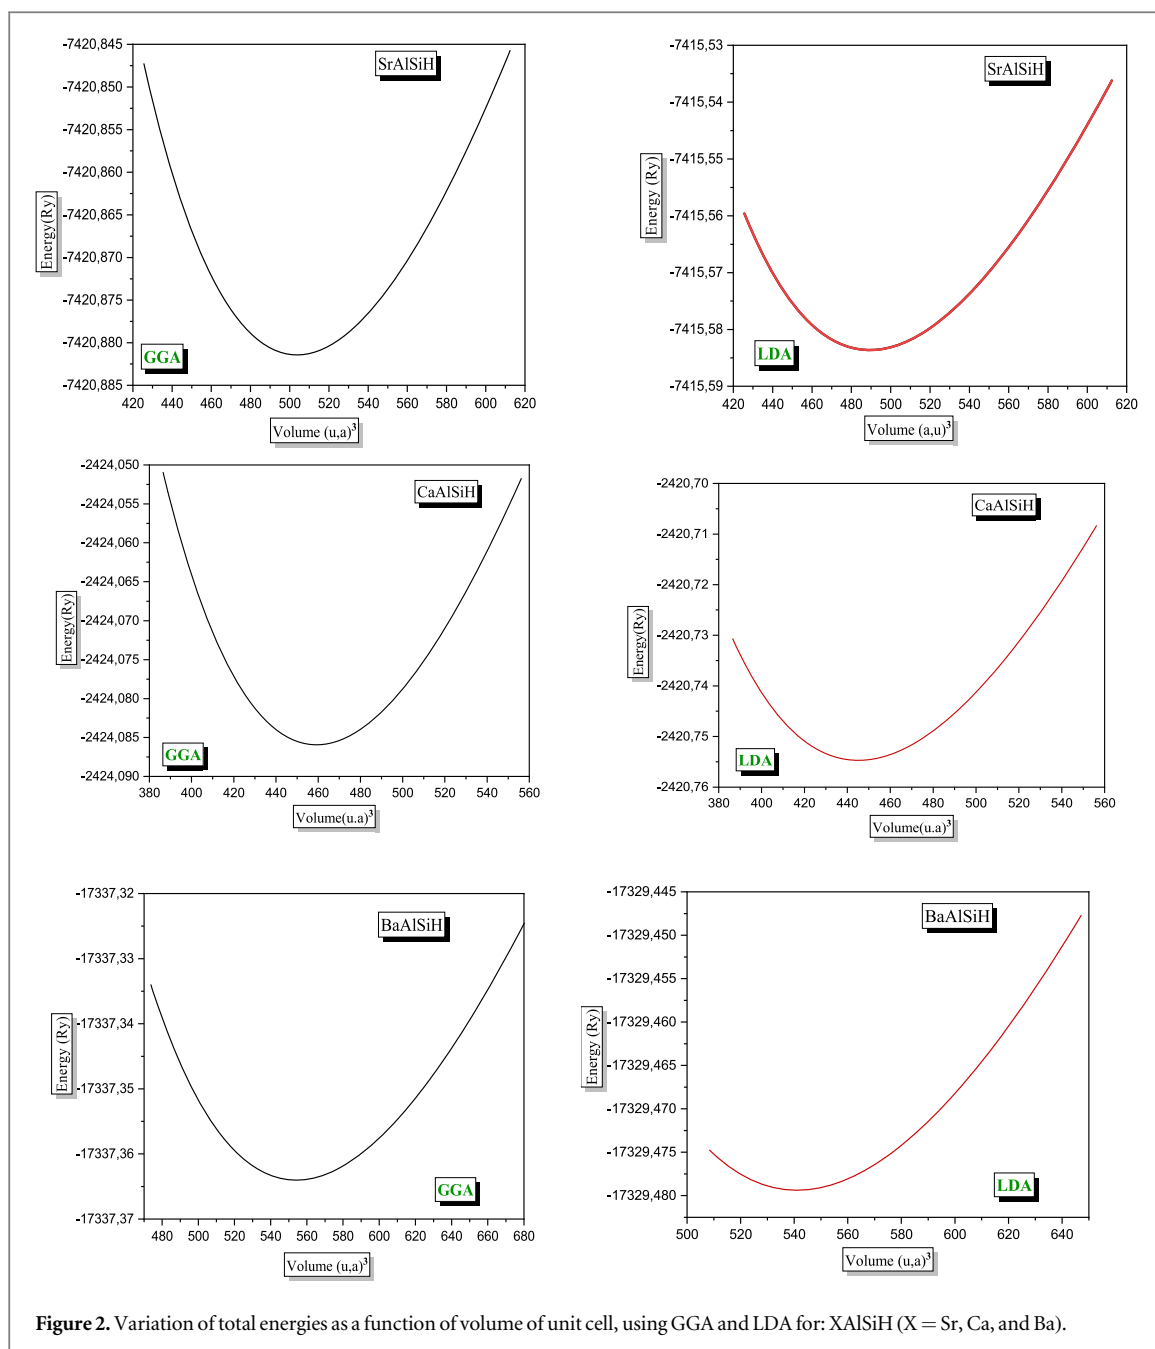 -7420,845
-7420,850
-7420,855
-7420,860
-7420,865
-7420,870
-7420,875
-7420,880
-7420,885
Energy(Ry)
SrAlSiH
GGA
420 440 460 480 500 520 540 560 580 600 620
Volume (u,a)³
-7415,53
-7415,54
-7415,55
-7415,56
-7415,57
-7415,58
-7415,59
Energy (Ry)
SrAlSiH
LDA
420 440 460 480 500 520 540 560 580 600 620
Volume (a,u)³
-2424,050
-2424,055
-2424,060
-2424,065
-2424,070
-2424,075
-2424,080
-2424,085
-2424,090
Energy(Ry)
CaAlSiH
GGA
380 400 420 440 460 480 500 520 540 560
Volume(u.a)³
-2420,70
-2420,71
-2420,72
-2420,73
-2420,74
-2420,75
-2420,76
Energy(Ry)
CaAlSiH
LDA
380 400 420 440 460 480 500 520 540 560
Volume(u.a)³
-17337,32
-17337,33
-17337,34
-17337,35
-17337,36
-17337,37
Energy (Ry)
BaAlSiH
GGA
480 500 520 540 560 580 600 620 640 660 680
Volume (u,a)³
-17329,445
-17329,450
-17329,455
-17329,460
-17329,465
-17329,470
-17329,475
-17329,480
Energy (Ry)
BaAlSiH
LDA
500 520 540 560 580 600 620 640
Volume (u,a)³
Figure 2. Variation of total energies as a function of volume of unit cell, using GGA and LDA for: XAlSiH (X = Sr, Ca, and Ba).